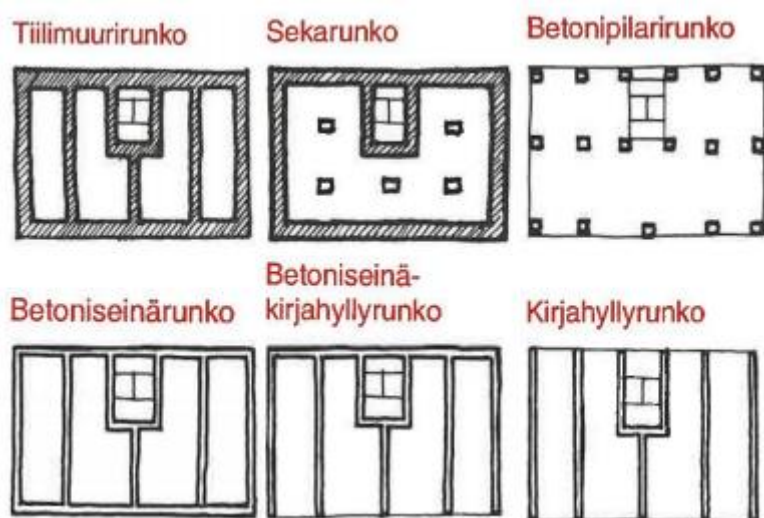 Tiilimuurirunko
Sekarunko
Betonipilarirunko
Betoniseinärunko
Betoniseinä-
kirjahyllyrunko
Kirjahyllyrunko